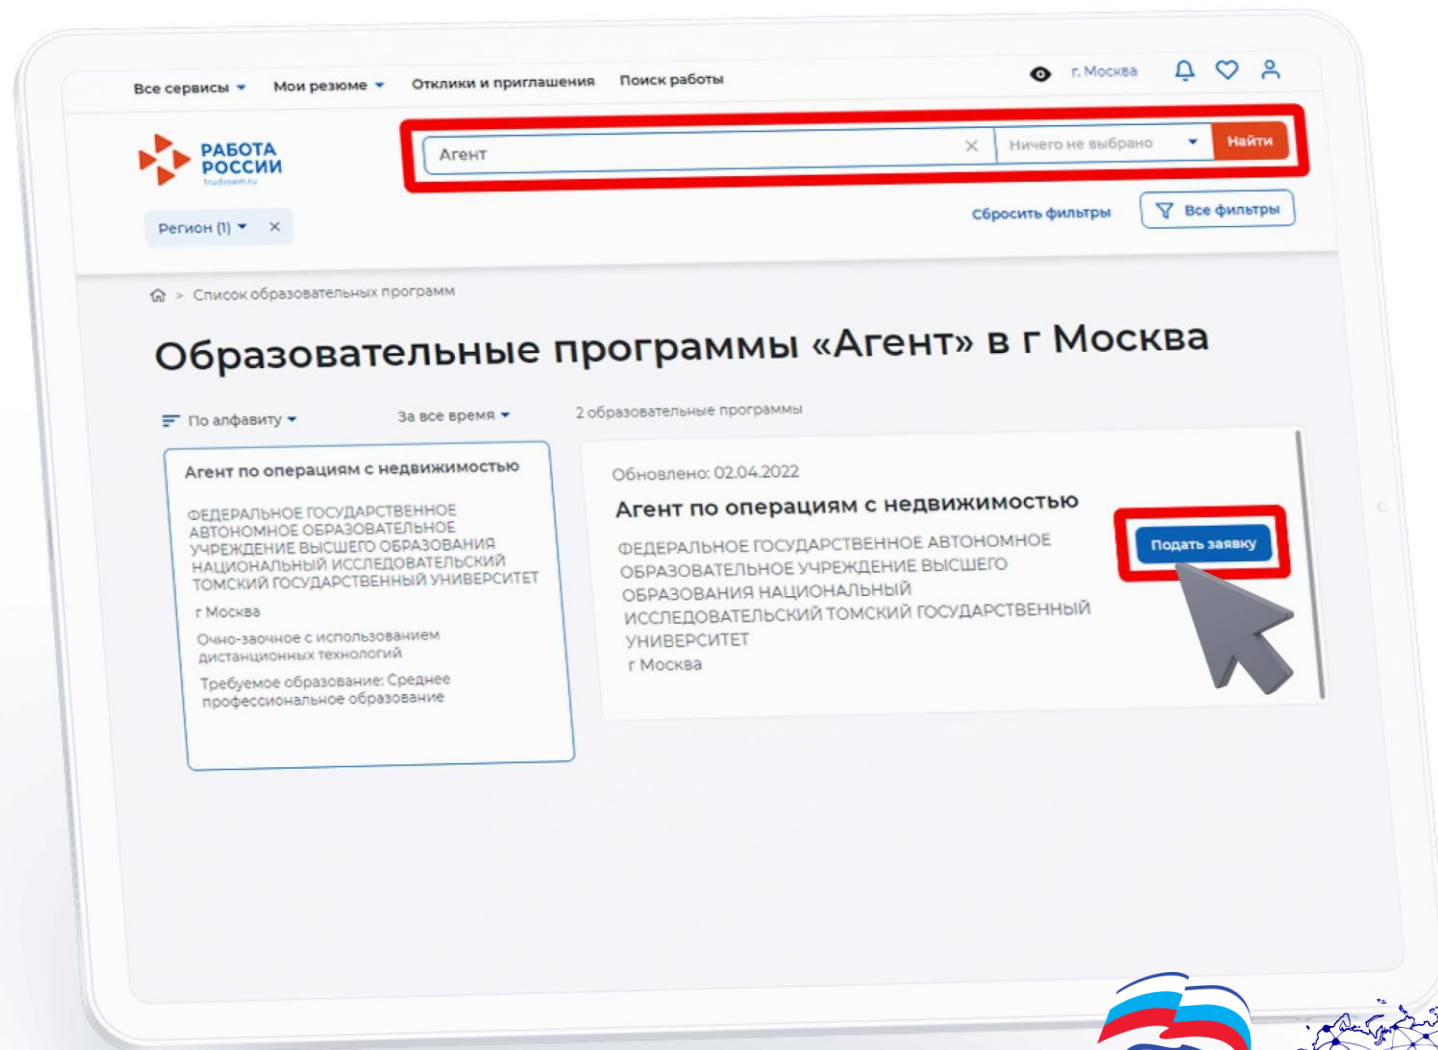 Все сервисы Мои резюме Отклики и приглашения Поиск работы г. Москва
РАБОТА
РОССИИ
trudvsem.ru
Агент Ничего не выбрано Найти
Регион (1) Сбросить фильтры Все фильтры
> Список образовательных программ
Образовательные программы «Агент» в г Москва
По алфавиту За все время 2 образовательные программы
Агент по операциям с недвижимостью
ФЕДЕРАЛЬНОЕ ГОСУДАРСТВЕННОЕ
АВТОНОМНОЕ ОБРАЗОВАТЕЛЬНОЕ
УЧРЕЖДЕНИЕ ВЫСШЕГО ОБРАЗОВАНИЯ
НАЦИОНАЛЬНЫЙ ИССЛЕДОВАТЕЛЬСКИЙ
ТОМСКИЙ ГОСУДАРСТВЕННЫЙ УНИВЕРСИТЕТ
г Москва
Очно-заочное с использованием
дистанционных технологий
Требуемое образование: Среднее
профессиональное образование
Обновлено: 02.04.2022
Агент по операциям с недвижимостью
ФЕДЕРАЛЬНОЕ ГОСУДАРСТВЕННОЕ АВТОНОМНОЕ
ОБРАЗОВАТЕЛЬНОЕ УЧРЕЖДЕНИЕ ВЫСШЕГО
ОБРАЗОВАНИЯ НАЦИОНАЛЬНЫЙ
ИССЛЕДОВАТЕЛЬСКИЙ ТОМСКИЙ ГОСУДАРСТВЕННЫЙ
УНИВЕРСИТЕТ
г Москва
Подать заявку